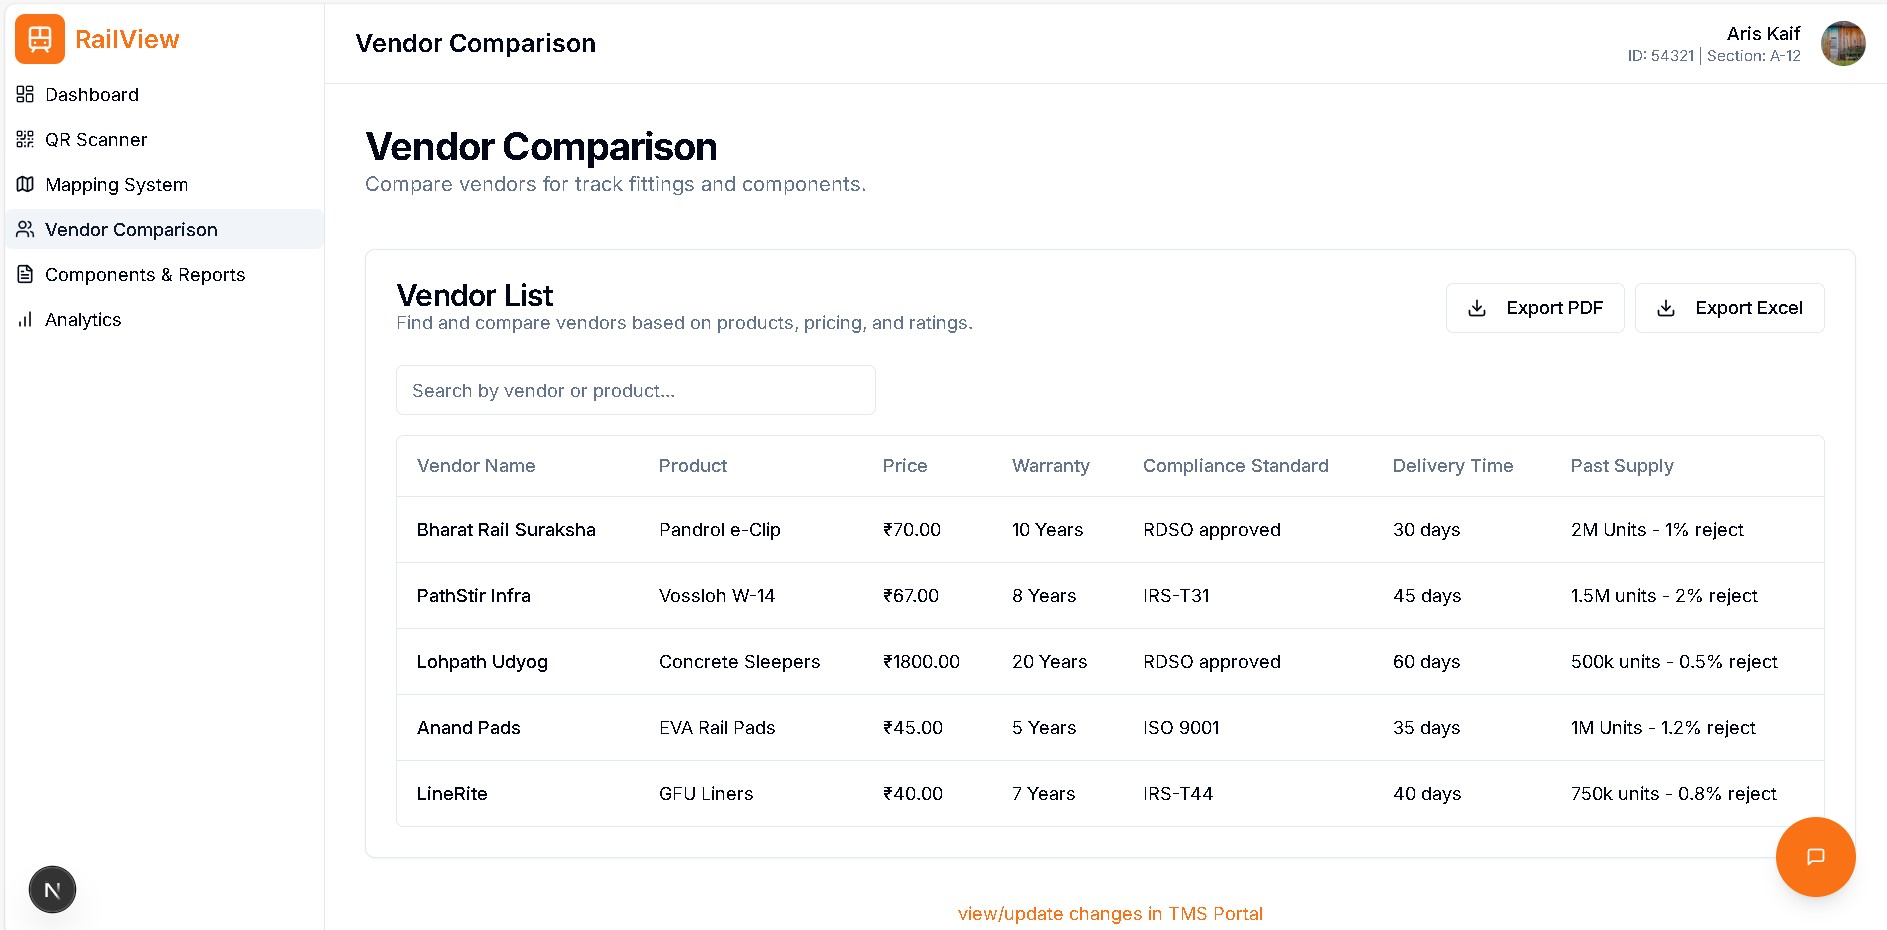 RailView
Dashboard
QR Scanner
Mapping System
Vendor Comparison
Components & Reports
Analytics
N
Vendor Comparison
Aris Kaif
ID: 54321 | Section: A-12
Vendor Comparison
Compare vendors for track fittings and components.
Vendor List
Find and compare vendors based on products, pricing, and ratings.
Export PDF
Export Excel
Search by vendor or product...
Vendor Name Product Price Warranty Compliance Standard Delivery Time Past Supply
Bharat Rail Suraksha Pandrol e-Clip ₹70.00 10 Years RDSO approved 30 days 2M Units - 1% reject
PathStir Infra Vossloh W-14 ₹67.00 8 Years IRS-T31 45 days 1.5M units - 2% reject
Lohpath Udyog Concrete Sleepers ₹1800.00 20 Years RDSO approved 60 days 500k units - 0.5% reject
Anand Pads EVA Rail Pads ₹45.00 5 Years ISO 9001 35 days 1M Units - 1.2% reject
LineRite GFU Liners ₹40.00 7 Years IRS-T44 40 days 750k units - 0.8% reject
view/update changes in TMS Portal